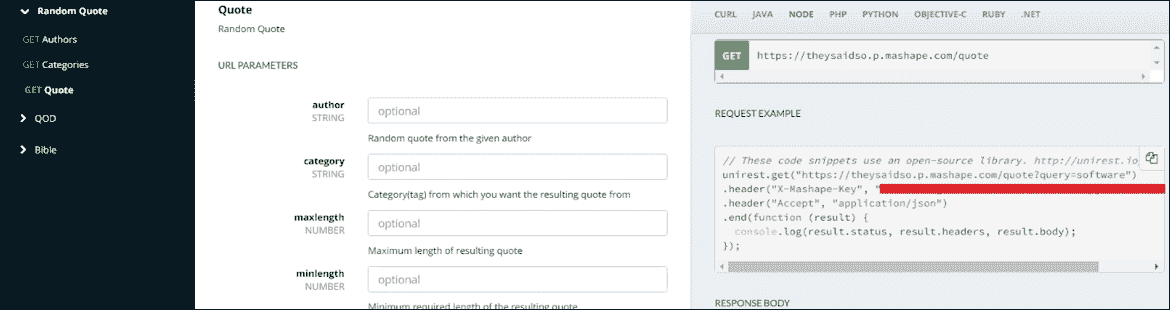 Random Quote
GET Authors
GET Categories
GET Quote
QOD
Bible
Quote
Random Quote
URL PARAMETERS
author
STRING
optional
Random quote from the given author
category
STRING
optional
Category(tag) from which you want the resulting quote from
maxlength
NUMBER
optional
Maximum length of resulting quote
minlength
NUMBER
optional
Minimum required length of the resulting quote
CURL JAVA NODE PHP PYTHON OBJECTIVE-C RUBY .NET
GET https://theysaidso.p.mashape.com/quote
REQUEST EXAMPLE
// These code snippets use an open-source library. http://unirest.io
unirest.get("https://theysaidso.p.mashape.com/quote?query=software")
.header("X-Mashape-Key", "
.header("Accept", "application/json")
.end(function (result) {
console.log(result.status, result.headers, result.body);
});
RESPONSE BODY